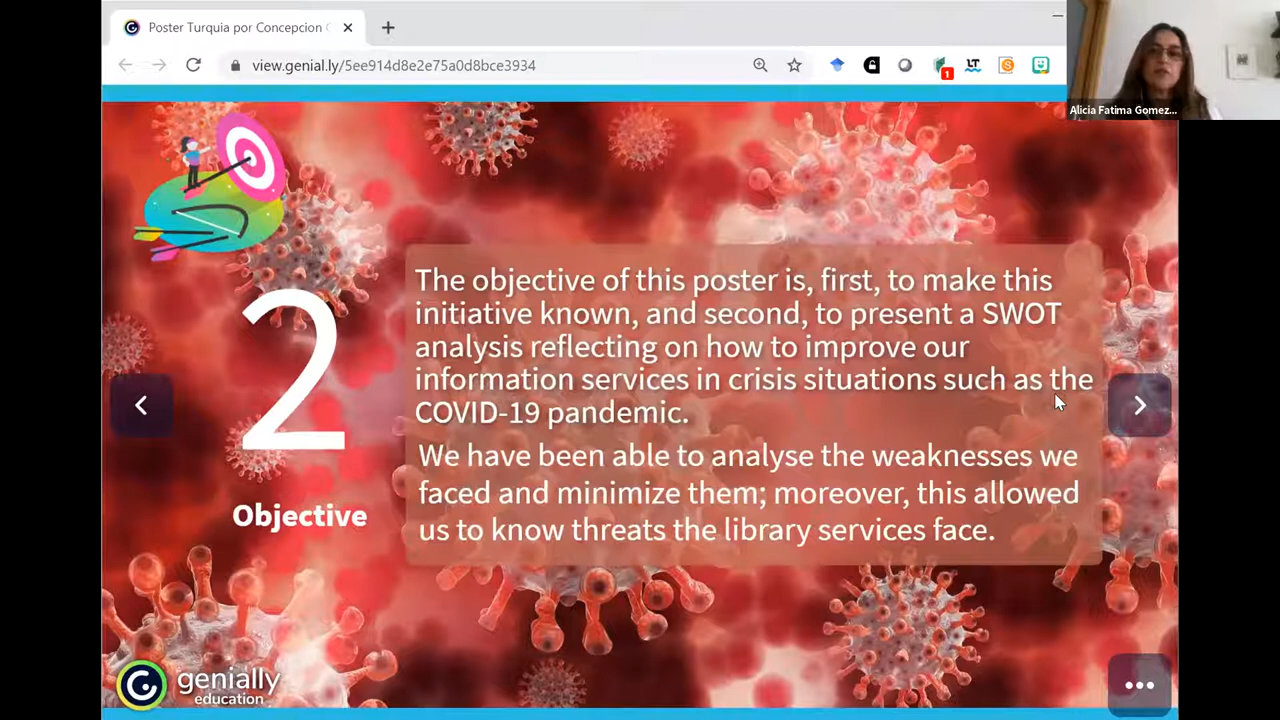 Poster Turquia por Concepcion
view.genial.ly/5ee914d8e2e75a0d8bce3934
1
LT
Alicia Fatima Gomez...
2
Objective
The objective of this poster is, first, to make this
initiative known, and second, to present a SWOT
analysis reflecting on how to improve our
information services in crisis situations such as the
COVID-19 pandemic.
We have been able to analyse the weaknesses we
faced and minimize them; moreover, this allowed
us to know threats the library services face.
genially
education